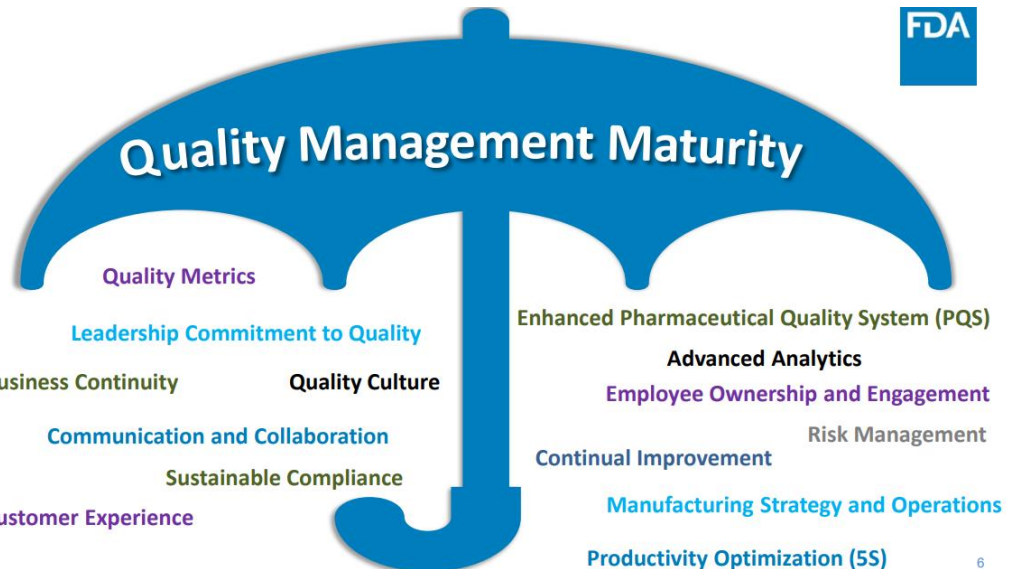 FDA
Quality Management Maturity
Quality Metrics
Leadership Commitment to Quality
usiness Continuity
Quality Culture
Communication and Collaboration
Sustainable Compliance
ustomer Experience
Enhanced Pharmaceutical Quality System (PQS)
Advanced Analytics
Employee Ownership and Engagement
Risk Management
Continual Improvement
Manufacturing Strategy and Operations
Productivity Optimization (5S)
6